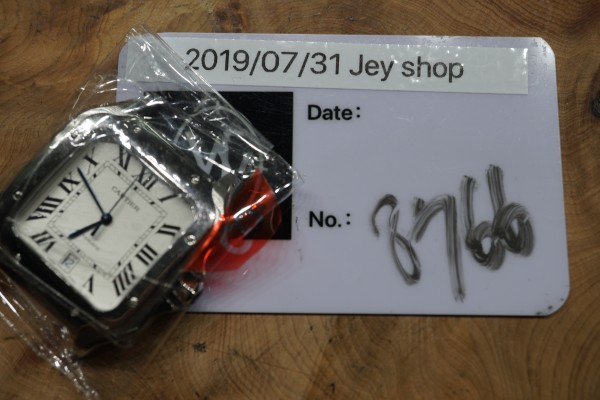 2019/07/31 Jey shop
Date:
No.: 8766
CARTIER